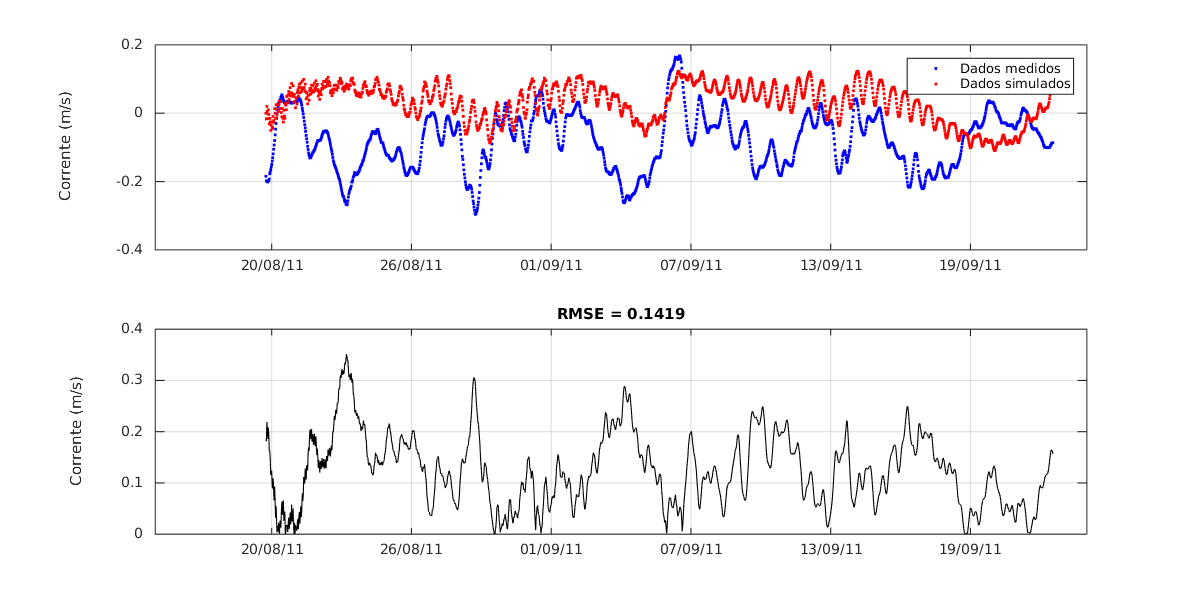 0.2
0
-0.2
-0.4
Corrente (m/s)
Dados medidos
Dados simulados
20/08/11 26/08/11 01/09/11 07/09/11 13/09/11 19/09/11
RMSE = 0.1419
0.4
0.3
0.2
0.1
0
Corrente (m/s)
20/08/11 26/08/11 01/09/11 07/09/11 13/09/11 19/09/11